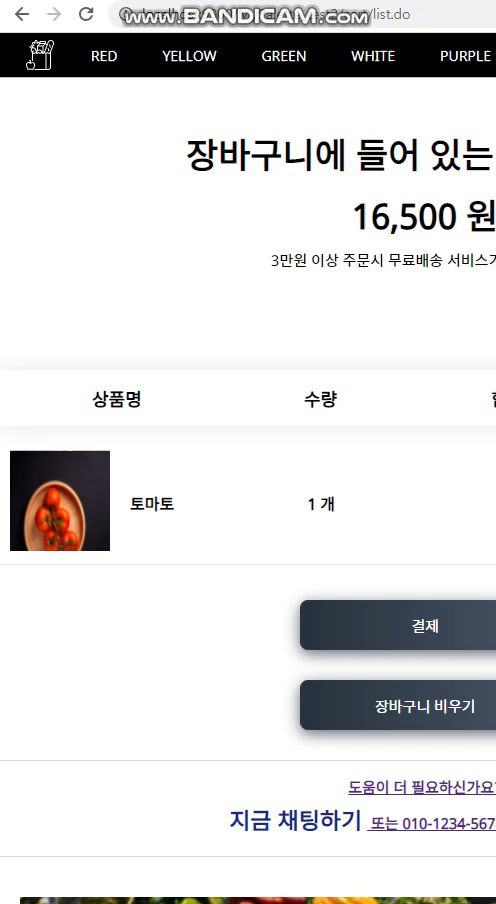 www.BANDICAM.com
list.do
RED YELLOW GREEN WHITE PURPLE
장바구니에 들어 있는
16,500 원
3만원 이상 주문시 무료배송 서비스
상품명 수량
토마토 1 개
결제
장바구니 비우기
도움이 더 필요하신가요?
지금 채팅하기 또는 010-1234-567